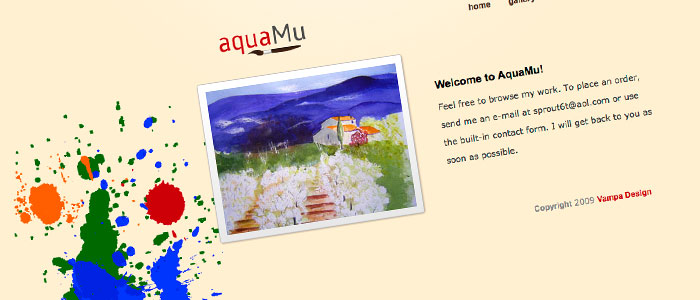 home gallery
aquaMu
Welcome to AquaMu!
Feel free to browse my work. To place an order,
send me an e-mail at sprout6t@aol.com or use
the built-in contact form. I will get back to you as
soon as possible.
Copyright 2009 Vampa Design